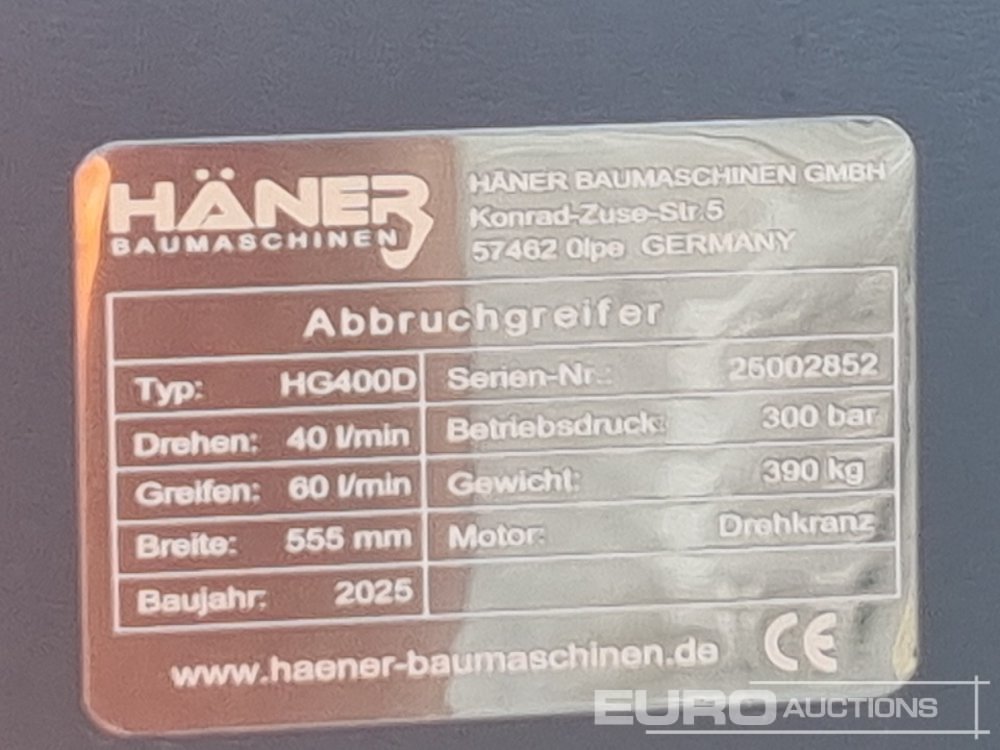 HÄNER
BAUMASCHINEN
HÄNER BAUMASCHINEN GMBH
Konrad-Zuse-Str.5
57462 Olpe GERMANY
Abbruchgreifer
Typ: HG400D Serien-Nr.: 25002852
Drehen: 40 l/min Betriebsdruck: 300 bar
Greifen: 60 l/min Gewicht: 390 kg
Breite: 555 mm Motor: Drehkranz
Baujahr: 2025
www.haener-baumaschinen.de CE
EURO AUCTIONS